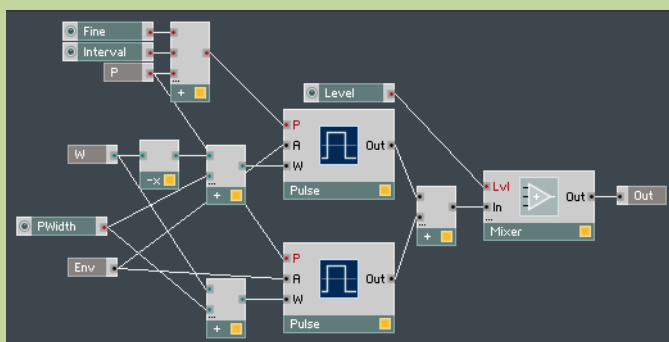 Fine
Interval
P
...
+
Level
P
A
W
Out
Pulse
W
-x
...
+
PWidth
Env
Lvl
In
...
Out
Mixer
Out
...
+
P
A
W
Out
Pulse
...
+